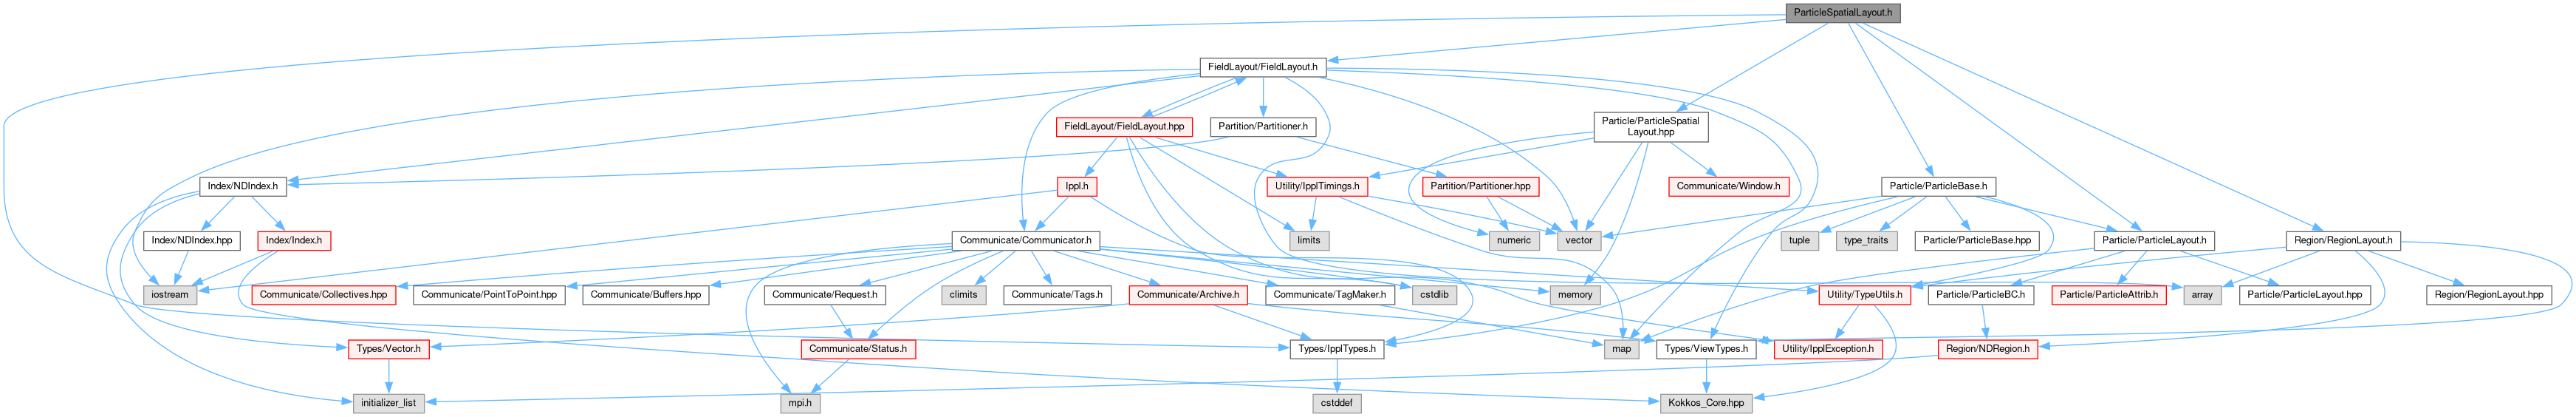 ParticleSpatialLayout.h
FieldLayout/FieldLayout.h
FieldLayout/FieldLayout.hpp
Partition/Partitioner.h
Particle/ParticleSpatial
Layout.hpp
Index/NDIndex.h
Ippl.h
Utility/IpplTimings.h
Partition/Partitioner.hpp
Communicate/Window.h
Particle/ParticleBase.h
Index/NDIndex.hpp
Index/Index.h
Communicate/Communicator.h
limits
numeric
vector
tuple
type_traits
Particle/ParticleBase.hpp
Particle/ParticleLayout.h
Region/RegionLayout.h
iostream
Communicate/Collectives.hpp
Communicate/PointToPoint.hpp
Communicate/Buffers.hpp
Communicate/Request.h
climits
Communicate/Tags.h
Communicate/Archive.h
Communicate/TagMaker.h
cstdlib
memory
Utility/TypeUtils.h
Particle/ParticleBC.h
Particle/ParticleAttrib.h
array
Particle/ParticleLayout.hpp
Region/RegionLayout.hpp
Types/Vector.h
Communicate/Status.h
Types/IpplTypes.h
map
Types/ViewTypes.h
Utility/IpplException.h
Region/NDRegion.h
initializer_list
mpi.h
cstddef
Kokkos_Core.hpp